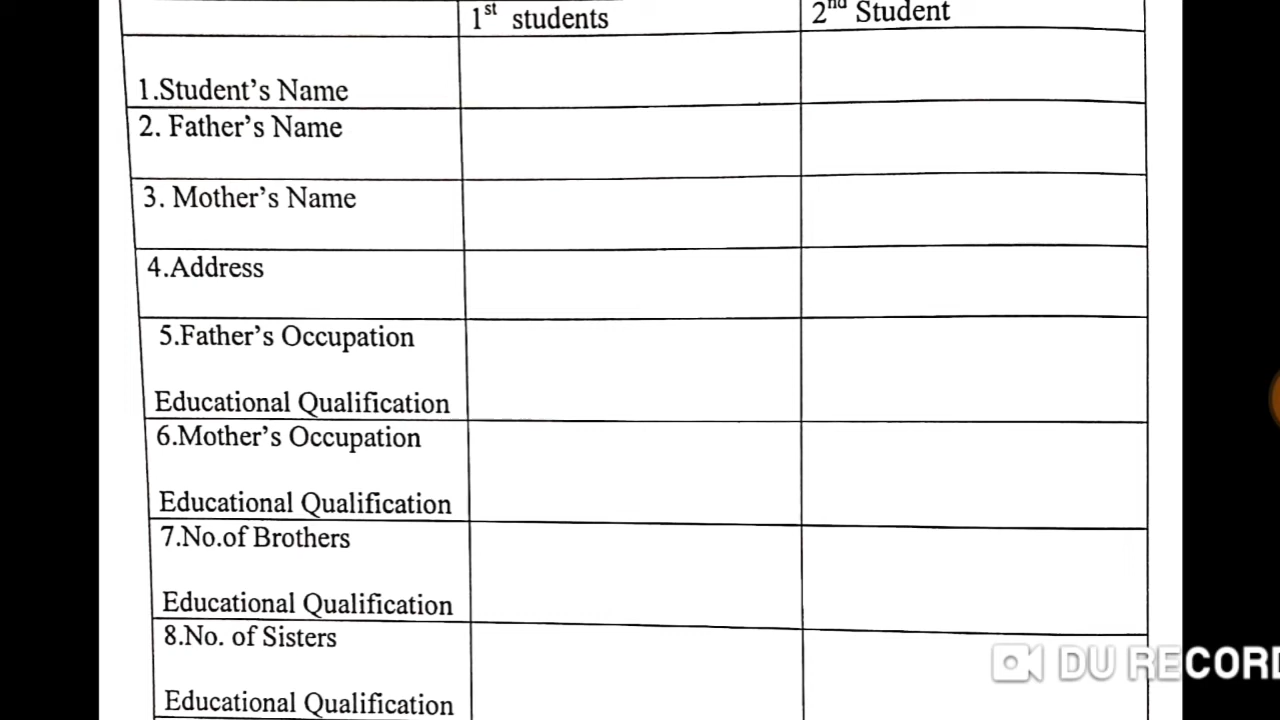 1st students 2nd Student
1.Student's Name
2. Father's Name
3. Mother's Name
4.Address
5.Father's Occupation
Educational Qualification
6.Mother's Occupation
Educational Qualification
7.No.of Brothers
Educational Qualification
8.No. of Sisters
Educational Qualification
DU RECORD